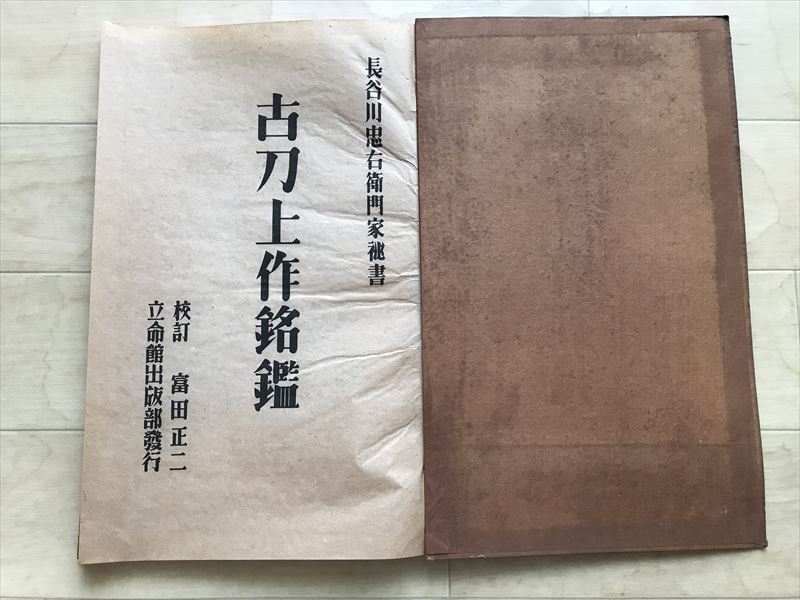 長谷川忠右衛門家祕書
古刀上作銘鑑
校訂 富田正二
立命館出版部發行